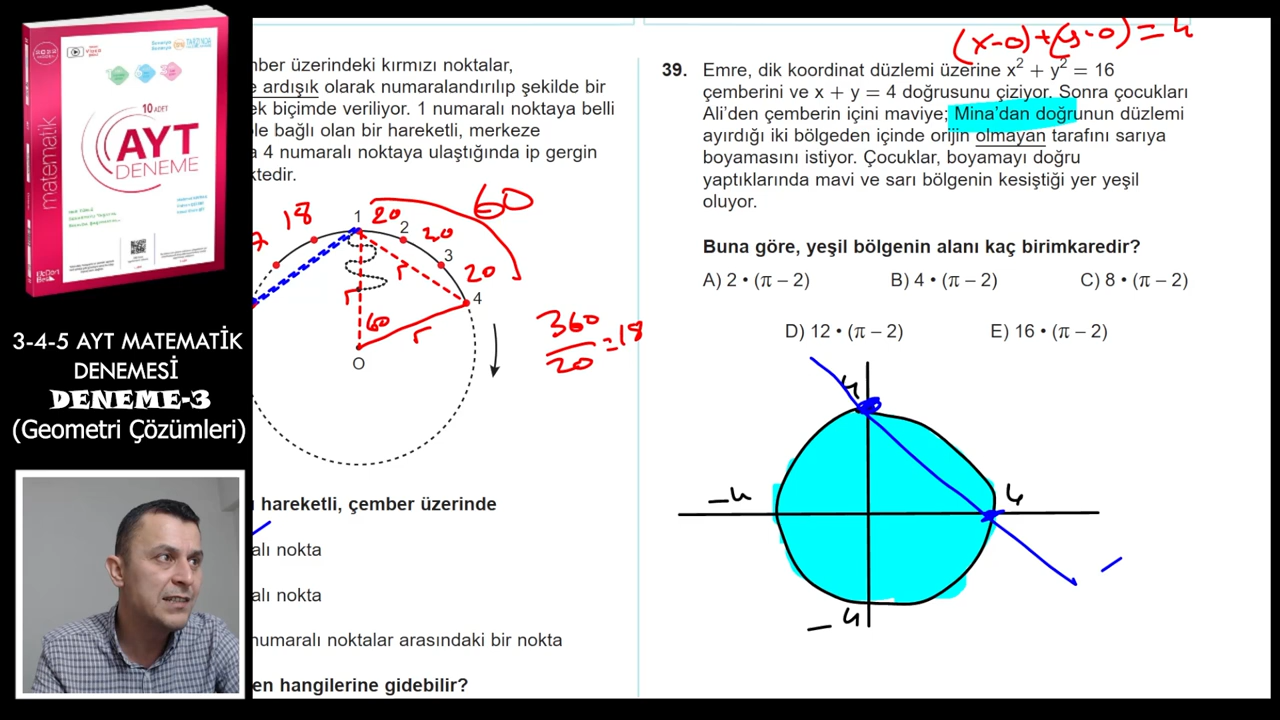 10 ADET
AYT
DENEME
matematik
3-4-5 AYT MATEMATİK
DENEMESİ
DENEME-3
(Geometri Çözümleri)
mber üzerindeki kırmızı noktalar,
e ardışık olarak numaralandırılıp şekilde bir
ek biçimde veriliyor. 1 numaralı noktaya belli
ple bağlı olan bir hareketli, merkeze
a 4 numaralı noktaya ulaştığında ip gergin
ktedir.
18 1 20 2 20 3 20 4
60
r r r
60
O
360
20
=18
hareketli, çember üzerinde
alı nokta
alı nokta
numaralı noktalar arasındaki bir nokta
en hangilerine gidebilir?
(x-0)+(y-0)=4
39. Emre, dik koordinat düzlemi üzerine x² + y² = 16
çemberini ve x + y = 4 doğrusunu çiziyor. Sonra çocukları
Ali’den çemberin içini maviye; Mina’dan doğrunun düzlemi
ayırdığı iki bölgeden içinde orijin olmayan tarafını sarıya
boyamasını istiyor. Çocuklar, boyamayı doğru
yaptıklarında mavi ve sarı bölgenin kesiştiği yer yeşil
oluyor.
Buna göre, yeşil bölgenin alanı kaç birimkaredir?
A) 2 • (π – 2) B) 4 • (π – 2) C) 8 • (π – 2)
D) 12 • (π – 2) E) 16 • (π – 2)
4
-4 4
-4